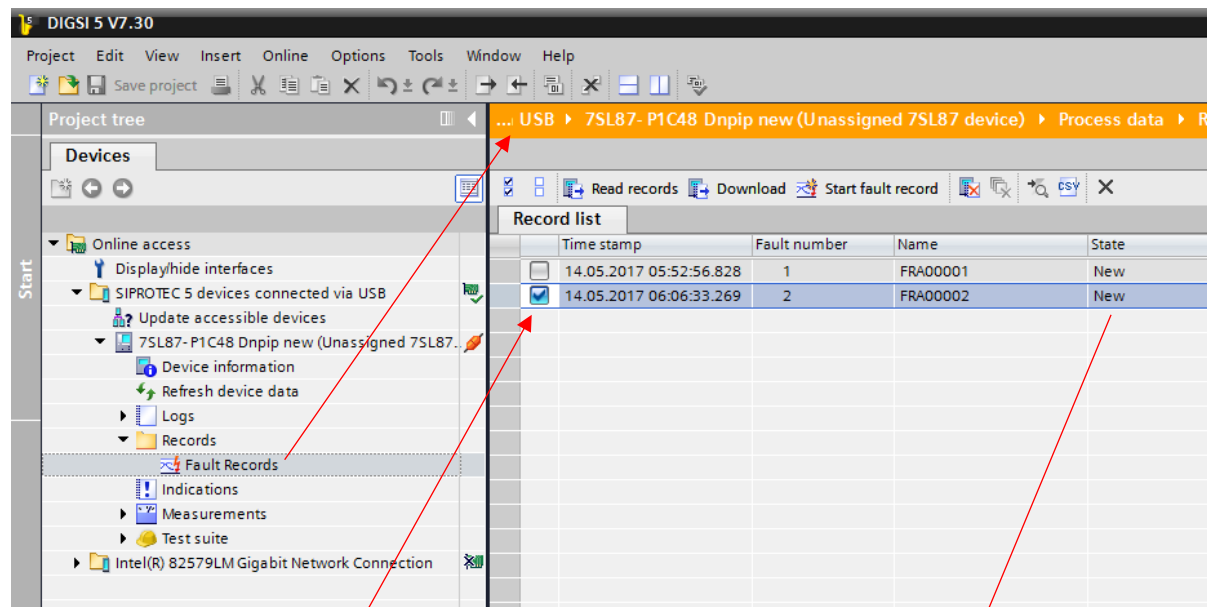 DIGSI 5 V7.30
Project Edit View Insert Online Options Tools Window Help
Save project
Project tree
... USB 7SL87- P1C48 Dnpip new (Unassigned 7SL87 device) Process data R
Devices
Read records Download Start fault record CSV
Record list
Time stamp Fault number Name State
14.05.2017 05:52:56.828 1 FRA00001 New
14.05.2017 06:06:33.269 2 FRA00002 New
Start
Online access
Display/hide interfaces
SIPROTEC 5 devices connected via USB
Update accessible devices
7SL87- P1C48 Dnpip new (Unassigned 7SL87..
Device information
Refresh device data
Logs
Records
Fault Records
Indications
Measurements
Test suite
Intel(R) 82579LM Gigabit Network Connection